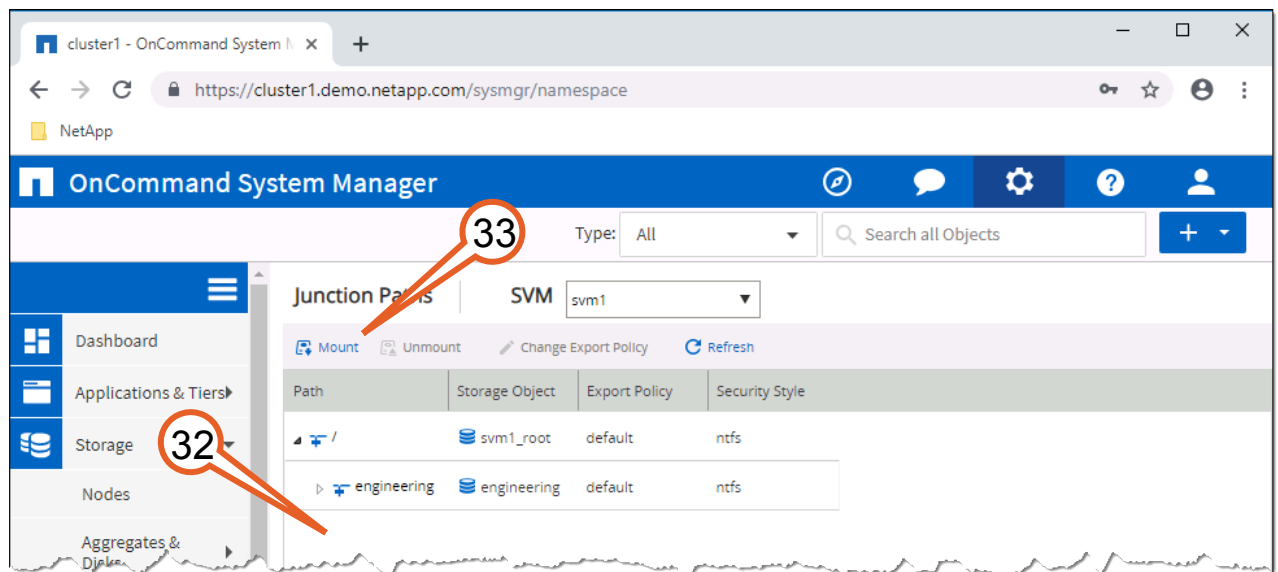 cluster1 - OnCommand System M
https://cluster1.demo.netapp.com/sysmgr/namespace
NetApp
OnCommand System Manager
33
Type: All Search all Objects
Junction Paths SVM svm1
Dashboard
Mount Unmount Change Export Policy Refresh
Applications & Tiers
Path Storage Object Export Policy Security Style
32
Storage
/ svm1_root default ntfs
Nodes
engineering engineering default ntfs
Aggregates &
Disks